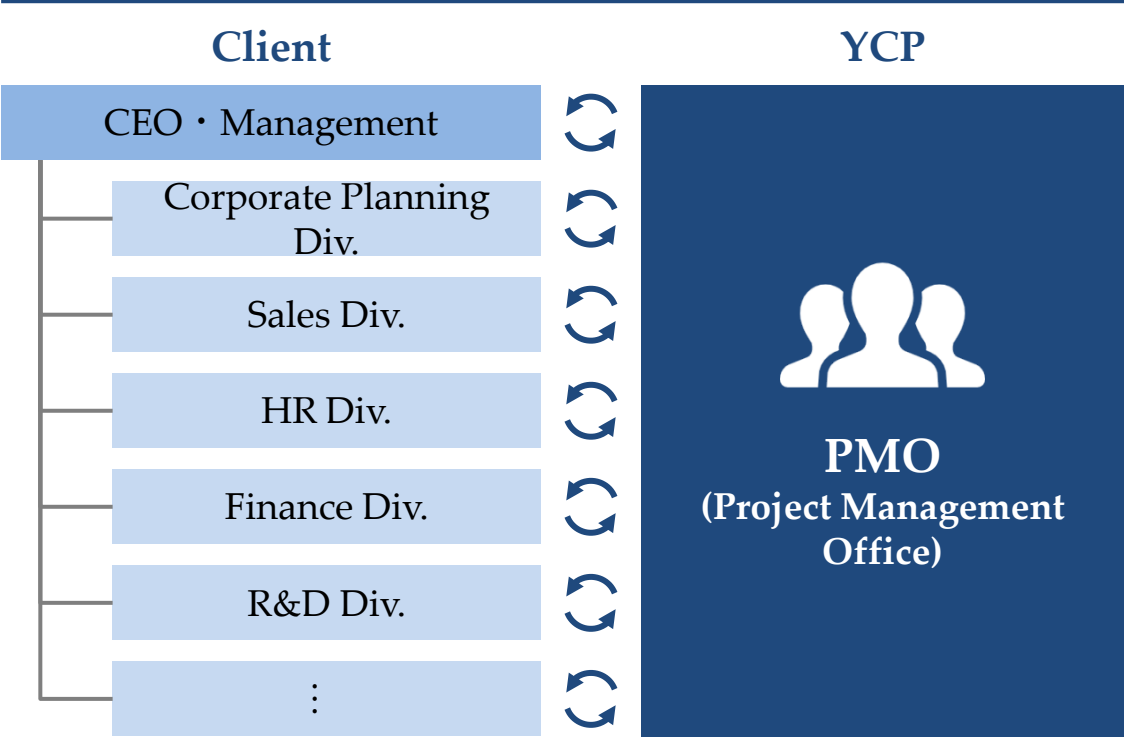 Client
YCP
CEO・Management
Corporate Planning
Div.
Sales Div.
HR Div.
Finance Div.
R&D Div.
⋮
PMO
(Project Management
Office)